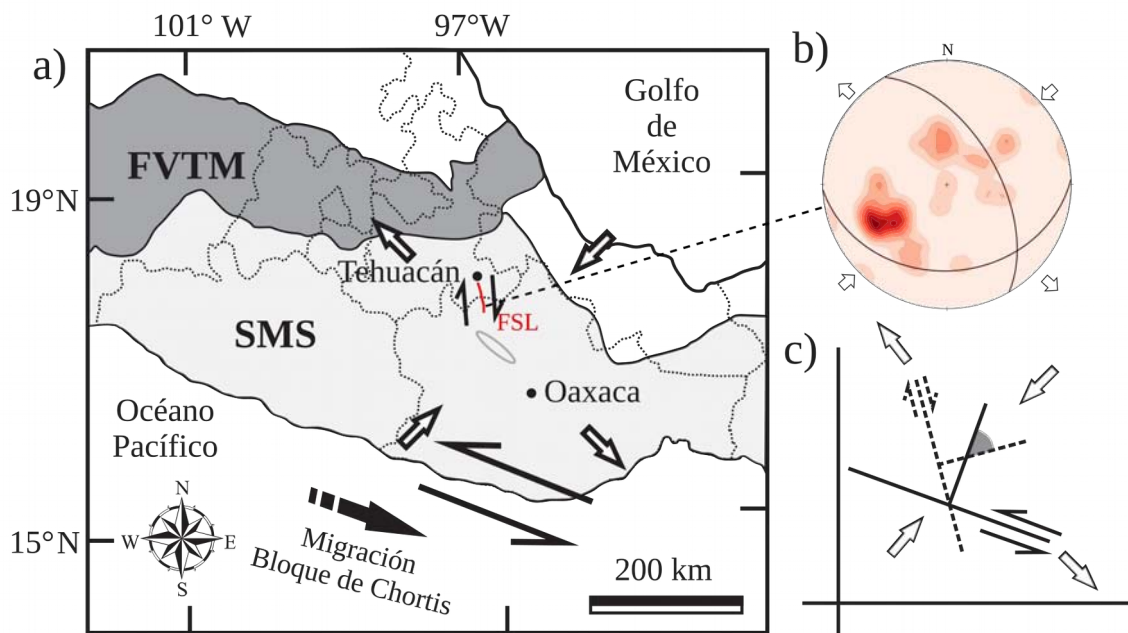 101° W
97° W
a)
Golfo
de
México
FVTM
19° N
Tehuacán
FSL
SMS
Oaxaca
Océano
Pacífico
N
W
E
S
15° N
Migración
Bloque de Chortis
200 km
b)
N
c)